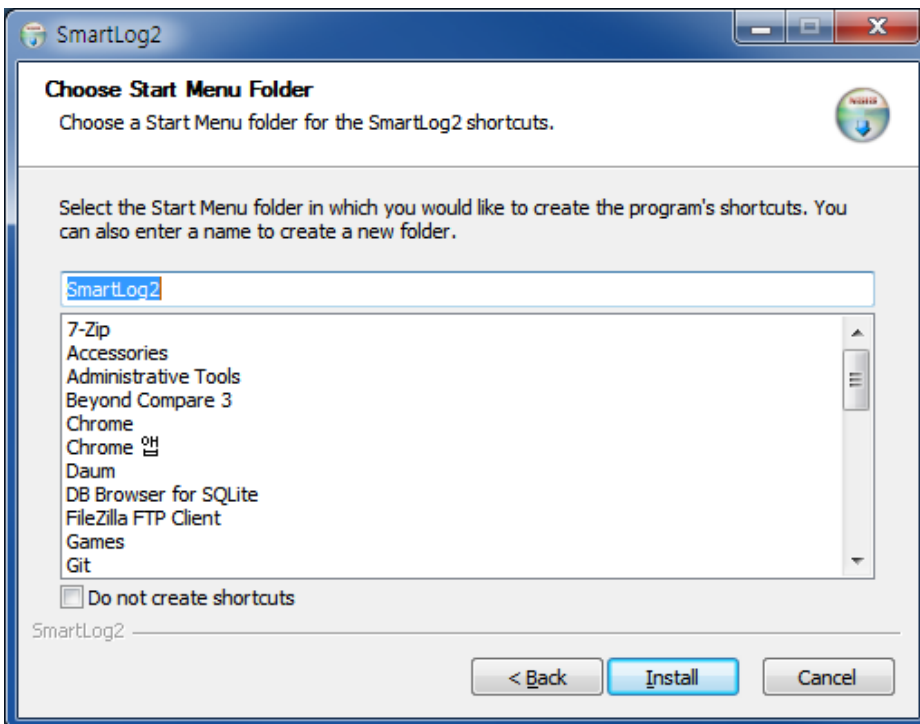 SmartLog2
Choose Start Menu Folder
Choose a Start Menu folder for the SmartLog2 shortcuts.
Select the Start Menu folder in which you would like to create the program's shortcuts. You
can also enter a name to create a new folder.
SmartLog2
7-Zip
Accessories
Administrative Tools
Beyond Compare 3
Chrome
Chrome 앱
Daum
DB Browser for SQLite
FileZilla FTP Client
Games
Git
Do not create shortcuts
SmartLog2
< Back
Install
Cancel